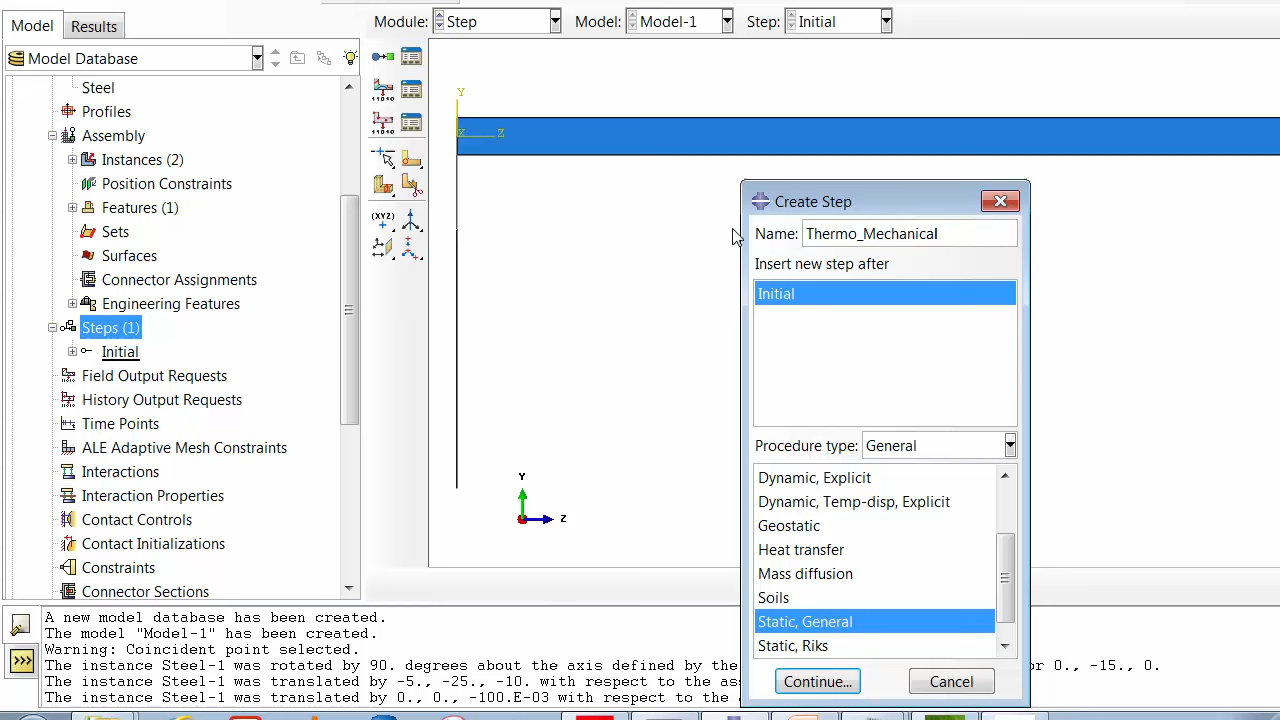 Model
Results
Module: Step
Model: Model-1
Step: Initial
Model Database
Steel
Profiles
Assembly
Instances (2)
Position Constraints
Features (1)
Sets
Surfaces
Connector Assignments
Engineering Features
Steps (1)
Initial
Field Output Requests
History Output Requests
Time Points
ALE Adaptive Mesh Constraints
Interactions
Interaction Properties
Contact Controls
Contact Initializations
Constraints
Connector Sections
(XYZ)
Y
X Z
Y
Z
Create Step
Name: Thermo_Mechanical
Insert new step after
Initial
Procedure type: General
Dynamic, Explicit
Dynamic, Temp-disp, Explicit
Geostatic
Heat transfer
Mass diffusion
Soils
Static, General
Static, Riks
Continue...
Cancel
>>>
A new model database has been created.
The model "Model-1" has been created.
Warning: Coincident point selected.
The instance Steel-1 was rotated by 90. degrees about the axis defined by the or 0., -15., 0.
The instance Steel-1 was translated by -5., -25., -10. with respect to the
The instance Steel-1 was translated by 0., 0., -100.E-03 with respect to the